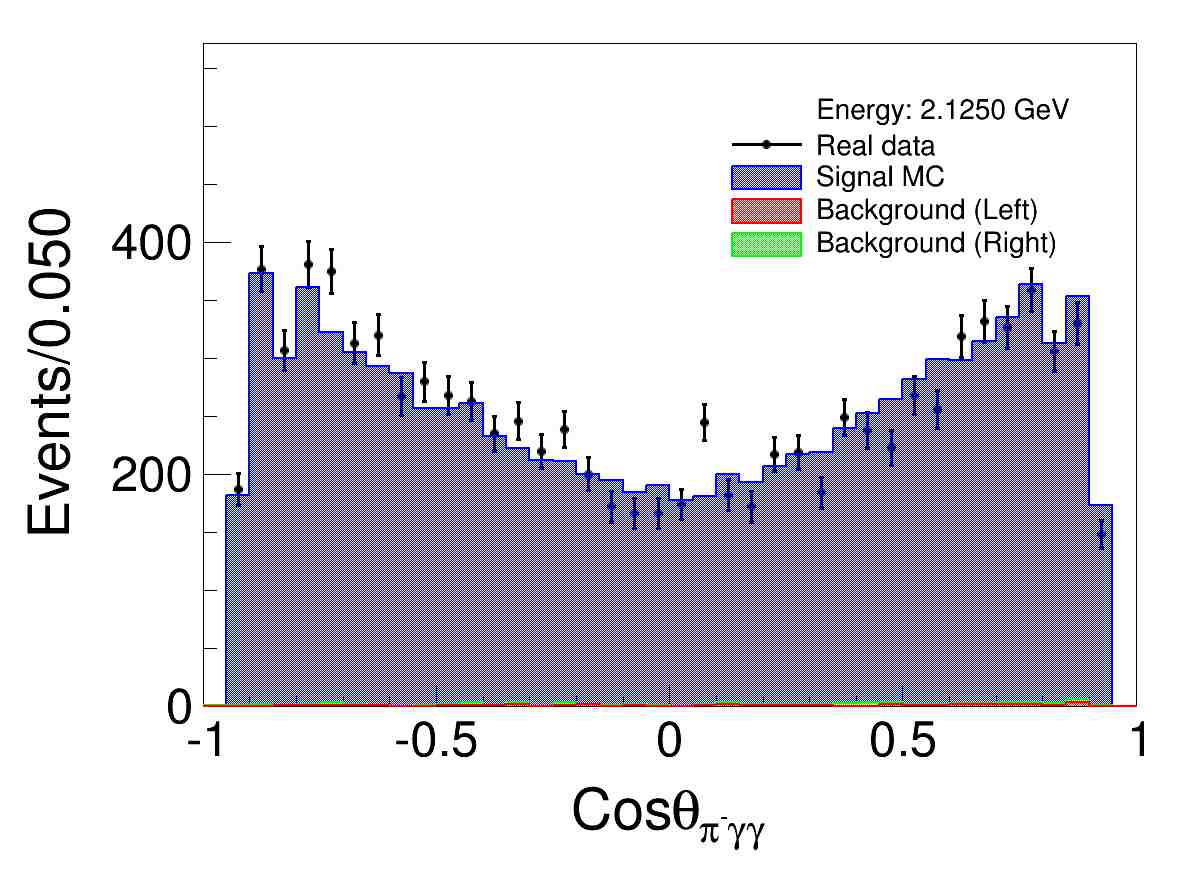 Energy: 2.1250 GeV
Real data
Signal MC
Background (Left)
Background (Right)
Events/0.050
400
200
0
-1 -0.5 0 0.5 1
Cosθπ⁻γγ